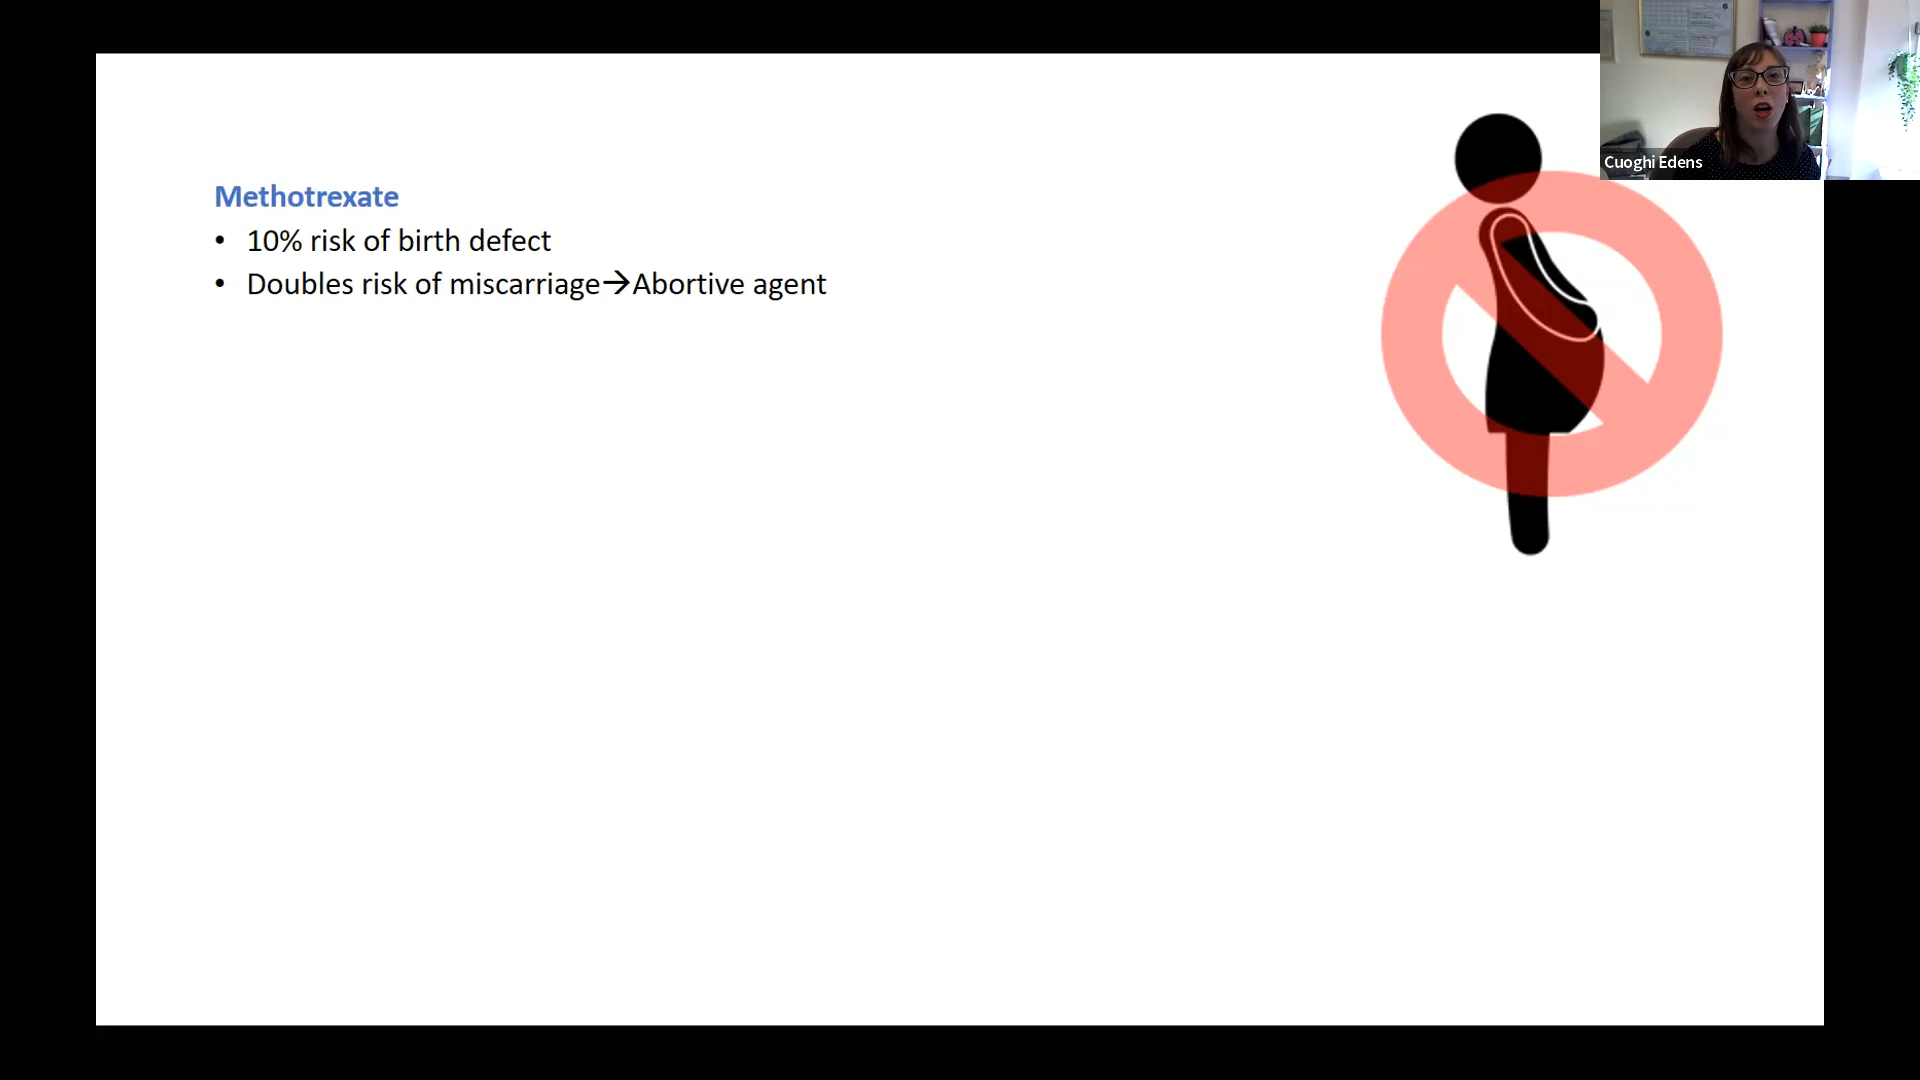 Methotrexate
• 10% risk of birth defect
• Doubles risk of miscarriage→Abortive agent
Cuoghi Edens